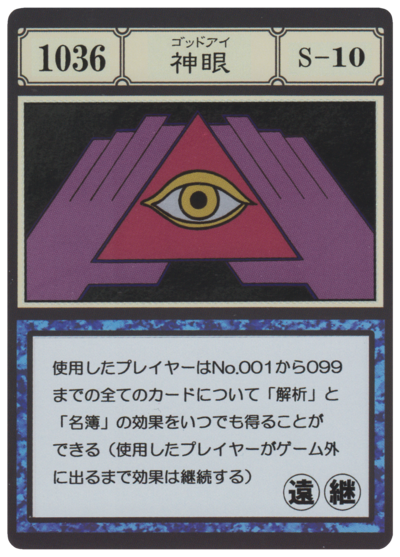 1036
ゴッドアイ
神眼
S-10
使用したプレイヤーはNo.001から099
までの全てのカードについて「解析」と
「名簿」の効果をいつでも得ることが
できる（使用したプレイヤーがゲーム外
に出るまで効果は継続する）
遠 継